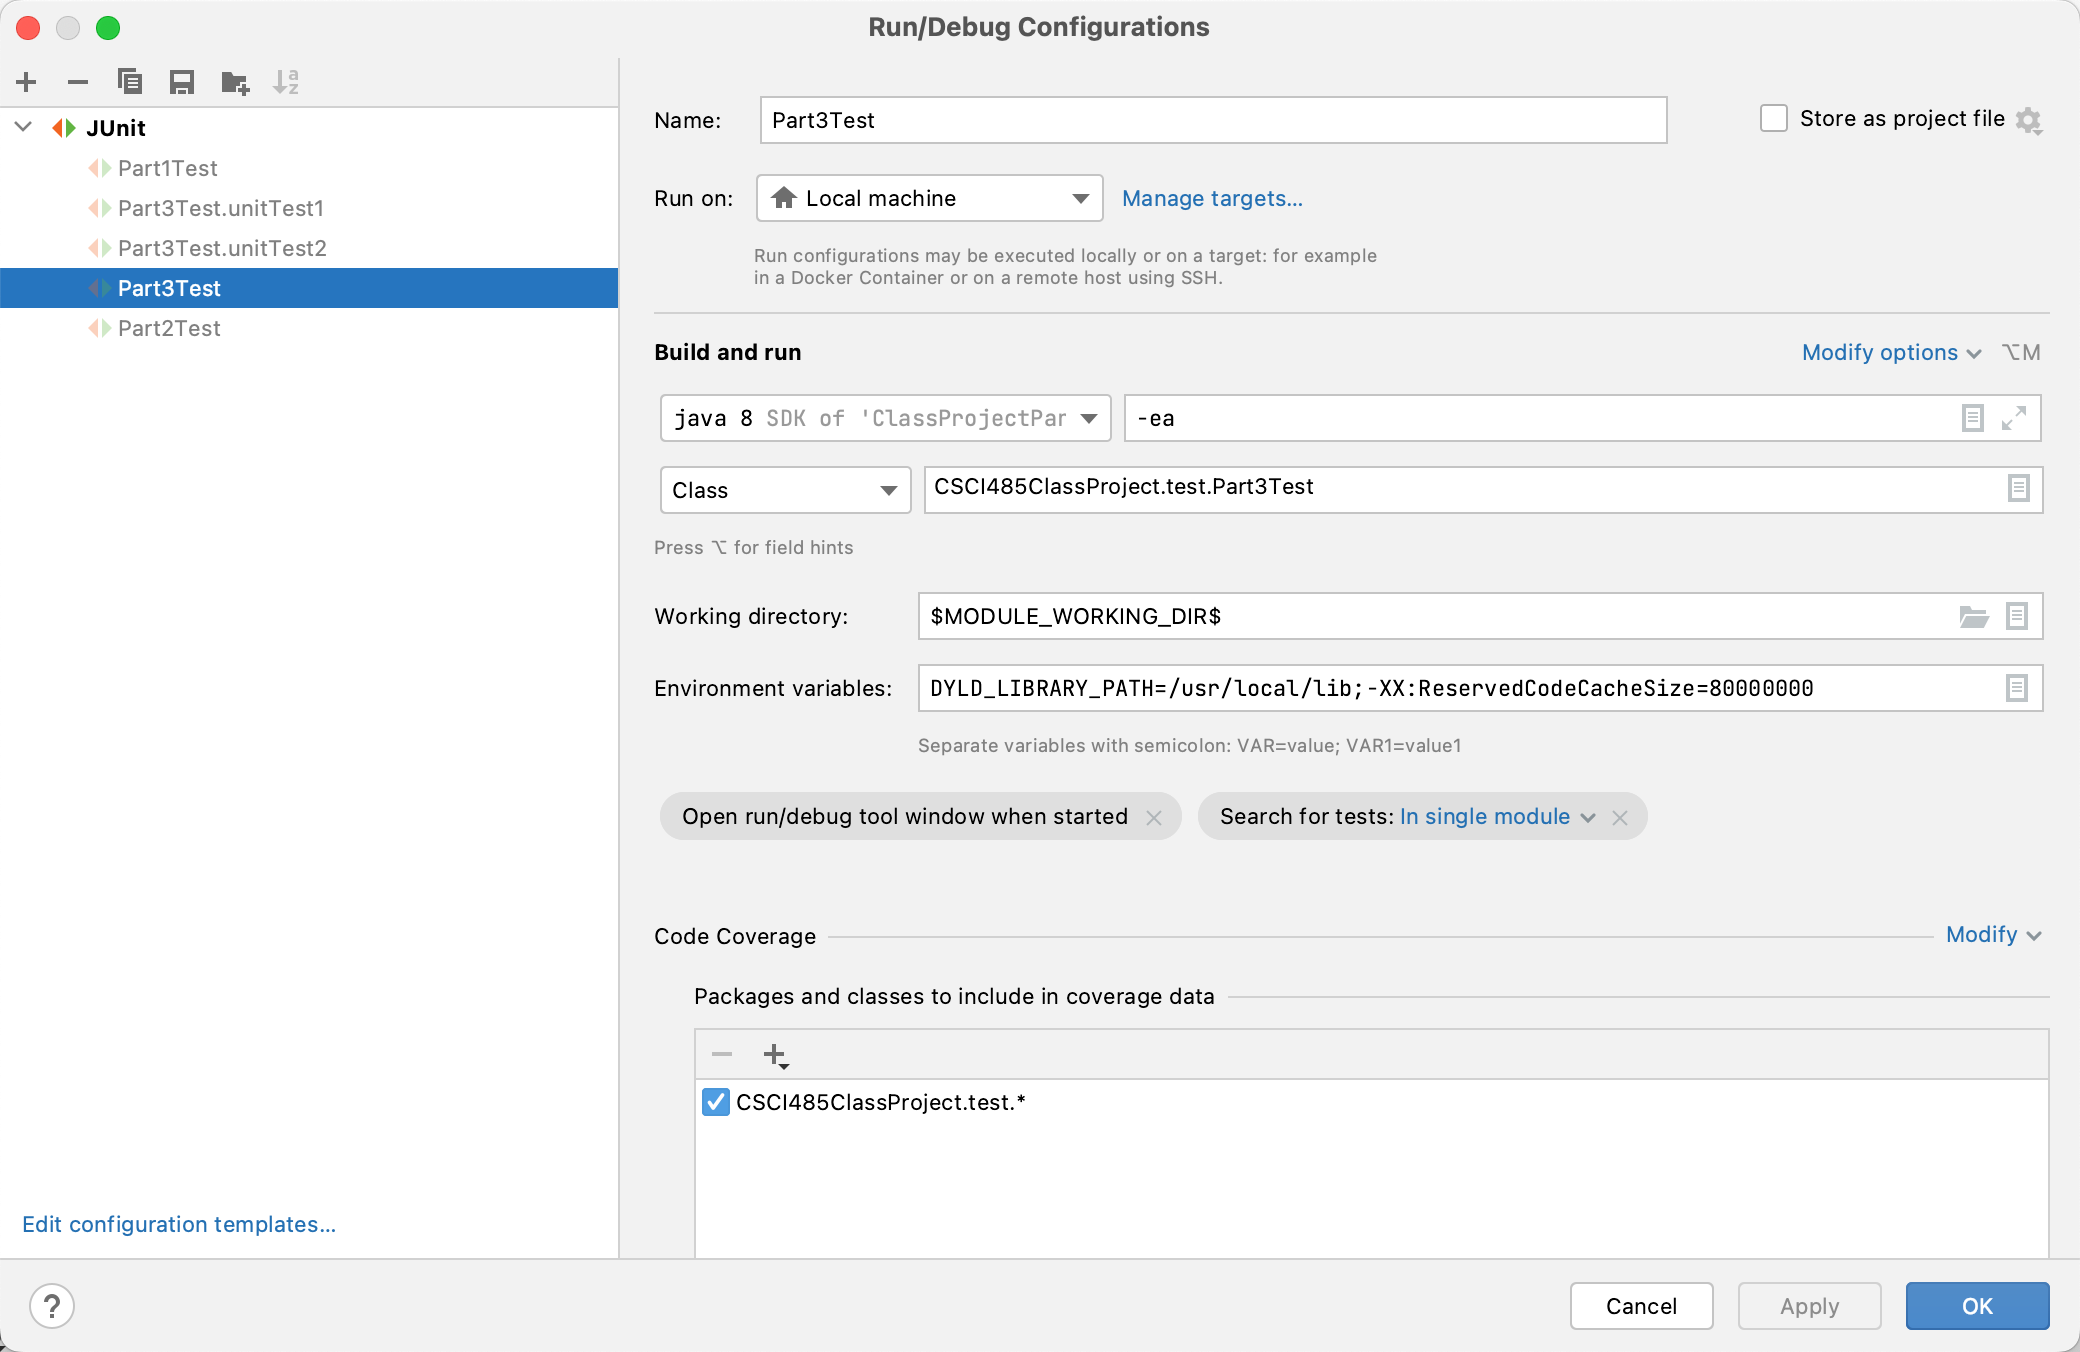 Run/Debug Configurations
JUnit
Part1Test
Part3Test.unitTest1
Part3Test.unitTest2
Part3Test
Part2Test
Edit configuration templates...
Name: Part3Test
Store as project file
Run on: Local machine Manage targets...
Run configurations may be executed locally or on a target: for example
in a Docker Container or on a remote host using SSH.
Build and run
Modify options ⌥M
java 8 SDK of 'ClassProjectPar
-ea
Class
CSCI485ClassProject.test.Part3Test
Press ⌥ for field hints
Working directory: $MODULE_WORKING_DIR$
Environment variables: DYLD_LIBRARY_PATH=/usr/local/lib;-XX:ReservedCodeCacheSize=80000000
Separate variables with semicolon: VAR=value; VAR1=value1
Open run/debug tool window when started
Search for tests: In single module
Code Coverage
Modify
Packages and classes to include in coverage data
CSCI485ClassProject.test.*
?
Cancel
Apply
OK